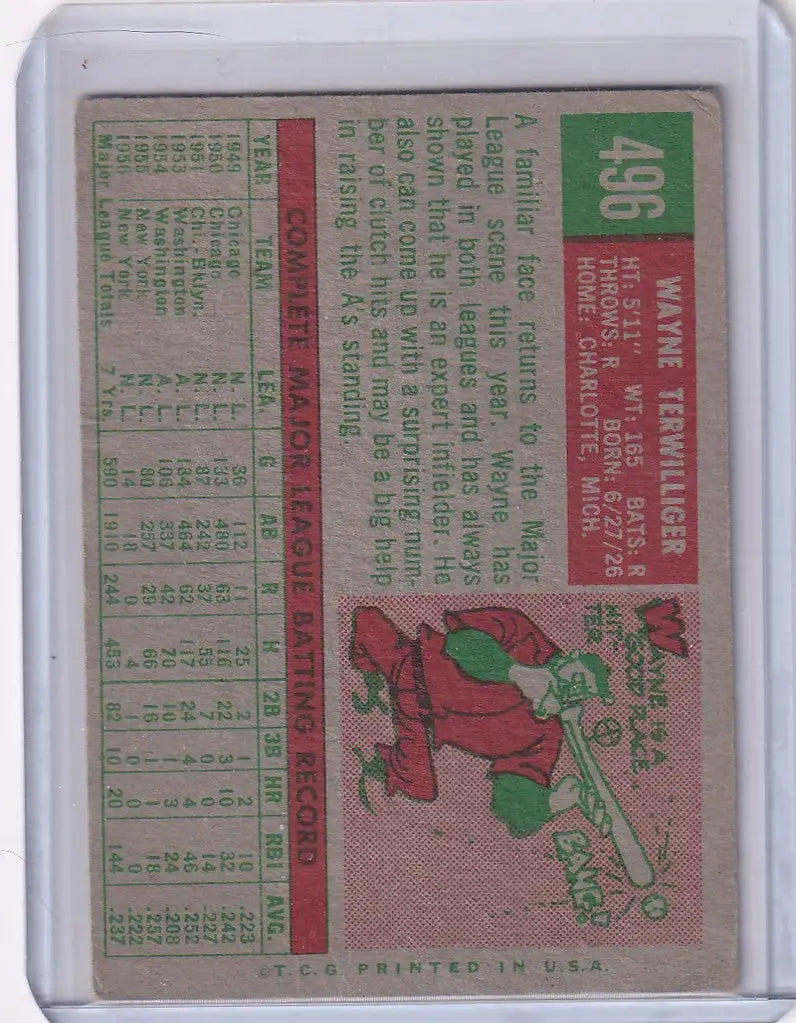 496
WAYNE TERWILLIGER
HT: 5'11" WT: 165 BATS: R
THROWS: R BORN: 6/27/26
HOME: CHARLOTTE, MICH.
A familiar face returns to the Major
League scene this year. Wayne has
played in both leagues and has always
shown that he is an expert infielder. He
also can come up with a surprising num-
ber of clutch hits and may be a big help
in raising the A's standing.
WAYNE IS A
GOOD PLACE-
HIT-
TER
BANG!
COMPLETE MAJOR LEAGUE BATTING RECORD
YEAR TEAM LEA. G AB R H 2B 3B HR RBI AVG.
1949 Chicago N. L. 36 112 11 25 2 1 2 10 .223
1950 Chicago N. L. 133 480 63 116 22 3 10 32 .242
1951 Chi.-Bklyn. N. L. 87 242 37 55 7 0 0 14 .227
1953 Washington A. L. 134 464 62 117 24 4 4 46 .252
1954 Washington A. L. 106 337 42 70 10 1 3 24 .208
1955 New York N. L. 80 257 29 66 16 1 1 18 .257
1956 New York N. L. 14 18 0 4 1 0 0 0 .222
Major League Totals 7 Yrs. 590 1910 244 453 82 10 20 144 .237
©T.C.G. PRINTED IN U.S.A.